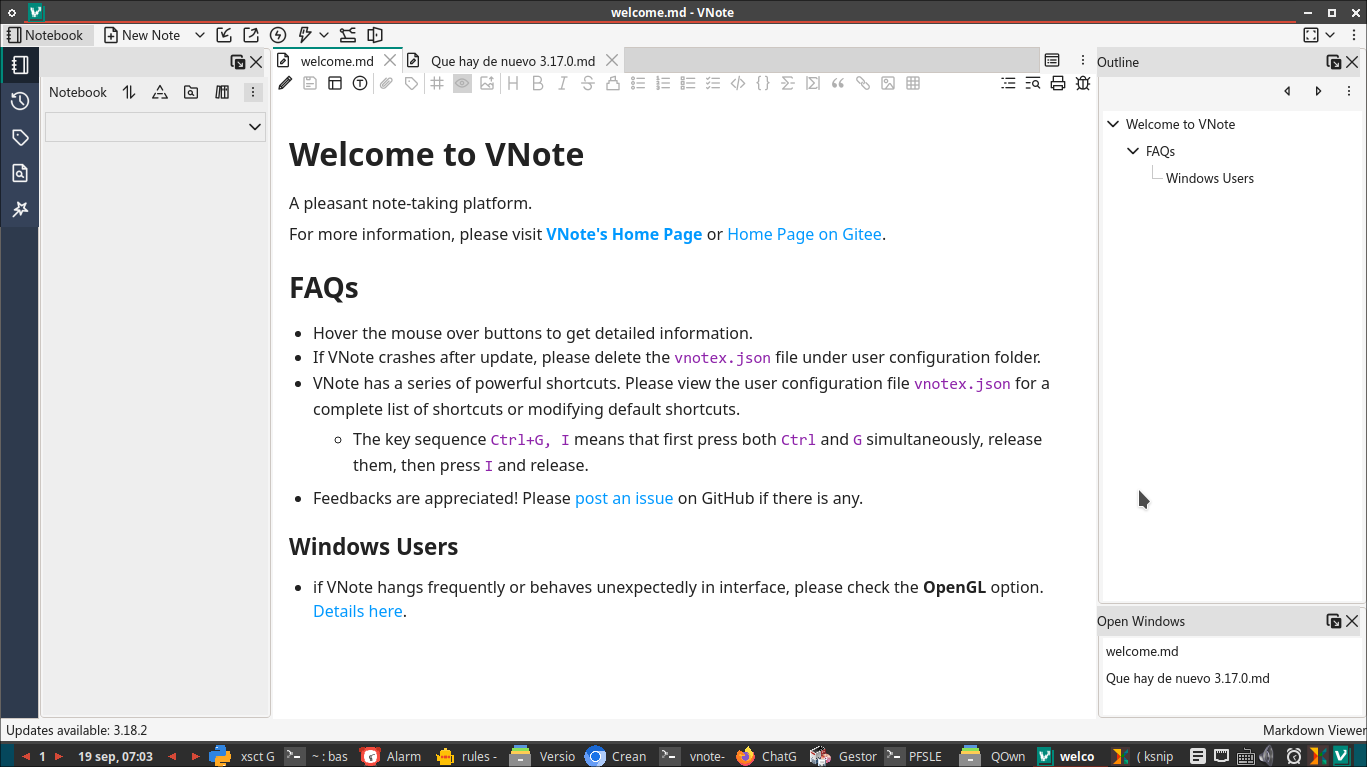 welcome.md - VNote
Notebook
New Note
welcome.md
Que hay de nuevo 3.17.0.md
Outline
Notebook
Welcome to VNote
FAQs
Windows Users
Welcome to VNote
A pleasant note-taking platform.
For more information, please visit VNote's Home Page or Home Page on Gitee.
FAQs
• Hover the mouse over buttons to get detailed information.
• If VNote crashes after update, please delete the vnotex.json file under user configuration folder.
• VNote has a series of powerful shortcuts. Please view the user configuration file vnotex.json for a
complete list of shortcuts or modifying default shortcuts.
◦ The key sequence Ctrl+G, I means that first press both Ctrl and G simultaneously, release
them, then press I and release.
• Feedbacks are appreciated! Please post an issue on GitHub if there is any.
Windows Users
• if VNote hangs frequently or behaves unexpectedly in interface, please check the OpenGL option.
Details here.
Open Windows
welcome.md
Que hay de nuevo 3.17.0.md
Updates available: 3.18.2
Markdown Viewer
1 19 sep, 07:03 xsct G ~ : bas Alarm rules - Versio Crean vnote- ChatG Gestor PFSLE QOwn welco ( ksnip